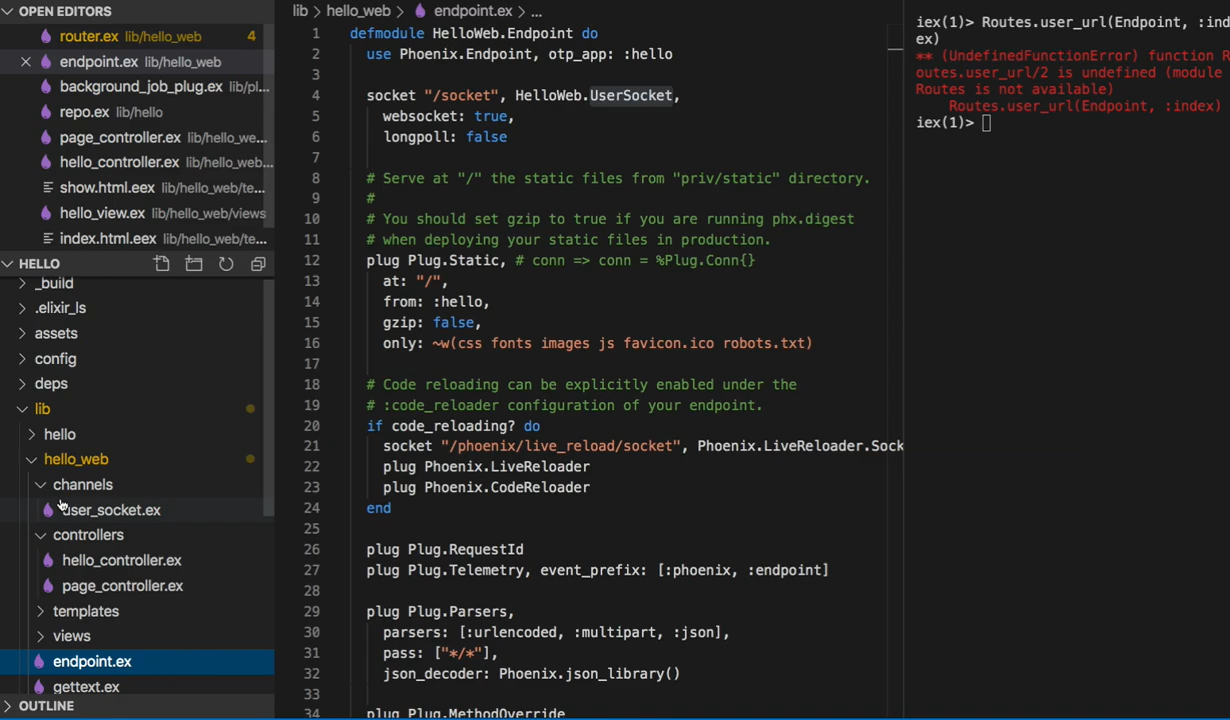 OPEN EDITORS
router.ex lib/hello_web 4
endpoint.ex lib/hello_web
background_job_plug.ex lib/pl...
repo.ex lib/hello
page_controller.ex lib/hello_we...
hello_controller.ex lib/hello_web...
show.html.eex lib/hello_web/te...
hello_view.ex lib/hello_web/views
index.html.eex lib/hello_web/te...
HELLO
_build
.elixir_ls
assets
config
deps
lib
hello
hello_web
channels
user_socket.ex
controllers
hello_controller.ex
page_controller.ex
templates
views
endpoint.ex
gettext.ex
OUTLINE
lib > hello_web > endpoint.ex > ...
1 defmodule HelloWeb.Endpoint do
2 use Phoenix.Endpoint, otp_app: :hello
3
4 socket "/socket", HelloWeb.UserSocket,
5 websocket: true,
6 longpoll: false
7
8 # Serve at "/" the static files from "priv/static" directory.
9 #
10 # You should set gzip to true if you are running phx.digest
11 # when deploying your static files in production.
12 plug Plug.Static, # conn => conn = %Plug.Conn{}
13 at: "/",
14 from: :hello,
15 gzip: false,
16 only: ~w(css fonts images js favicon.ico robots.txt)
17
18 # Code reloading can be explicitly enabled under the
19 # :code_reloader configuration of your endpoint.
20 if code_reloading? do
21 socket "/phoenix/live_reload/socket", Phoenix.LiveReloader.Sock
22 plug Phoenix.LiveReloader
23 plug Phoenix.CodeReloader
24 end
25
26 plug Plug.RequestId
27 plug Plug.Telemetry, event_prefix: [:phoenix, :endpoint]
28
29 plug Plug.Parsers,
30 parsers: [:urlencoded, :multipart, :json],
31 pass: ["*/*"],
32 json_decoder: Phoenix.json_library()
33
34 plug Plug.MethodOverride
iex(1)> Routes.user_url(Endpoint, :ind
ex)
** (UndefinedFunctionError) function R
outes.user_url/2 is undefined (module
Routes is not available)
Routes.user_url(Endpoint, :index)
iex(1)>